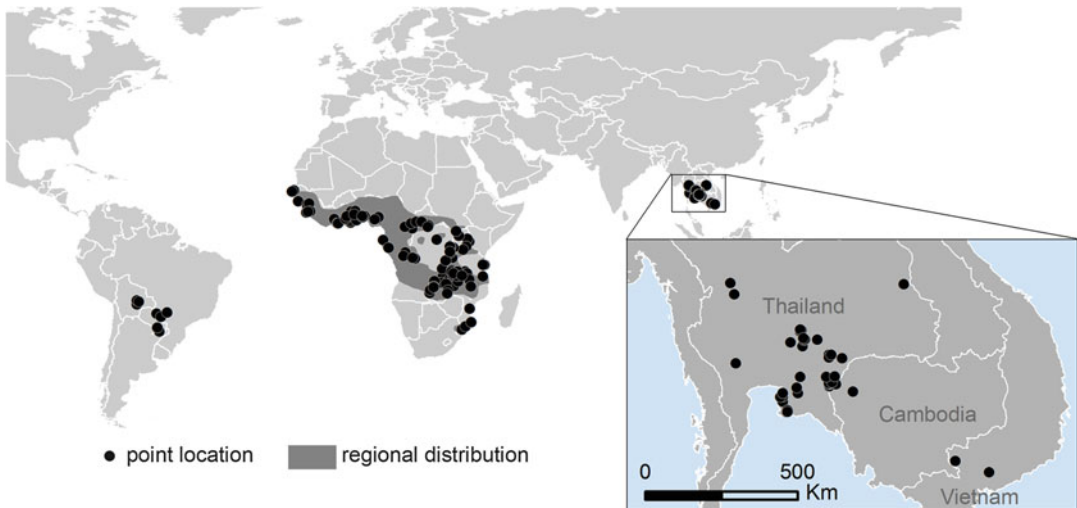 Thailand
Cambodia
Vietnam
point location
regional distribution
0 500
Km